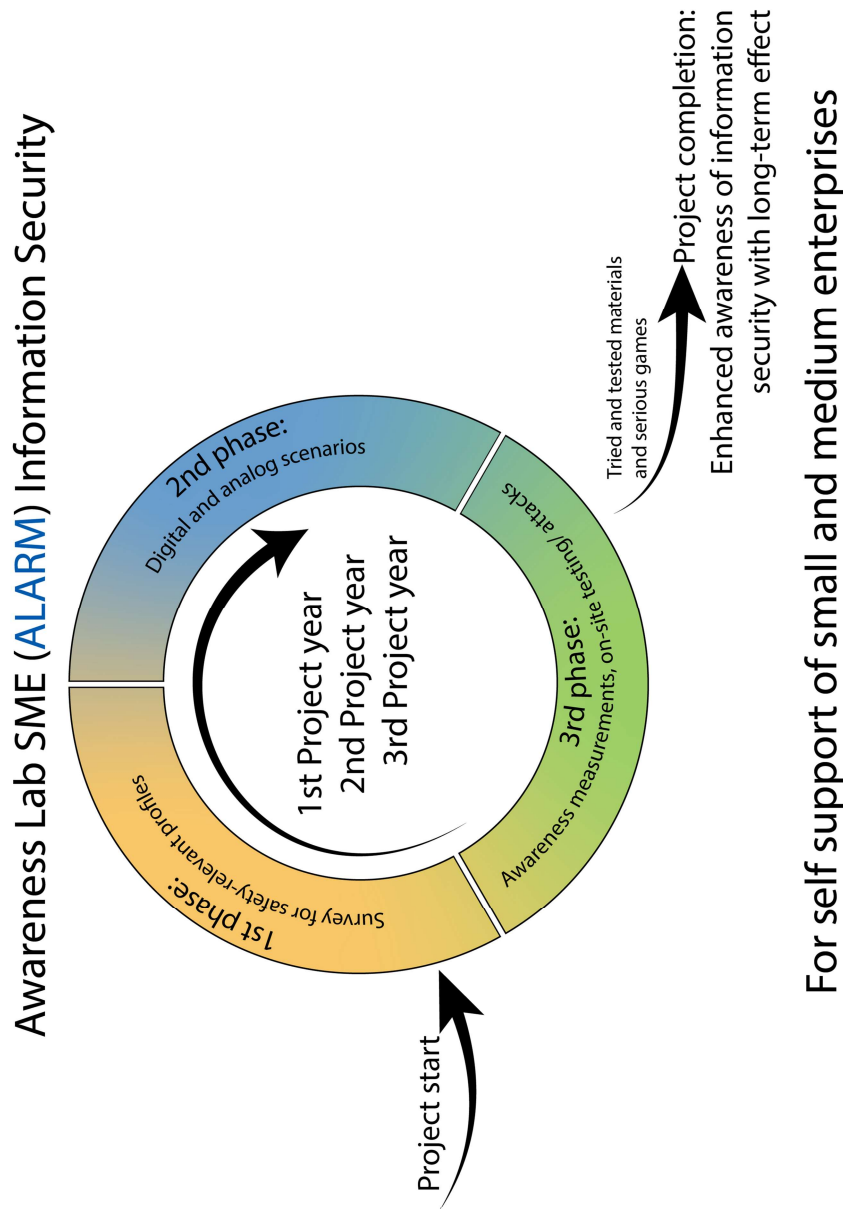 Awareness Lab SME (ALARM) Information Security
Project start
1st phase:
Survey for safety-relevant profiles
2nd phase:
Digital and analog scenarios
1st Project year
2nd Project year
3rd Project year
3rd phase:
Awareness measurements, on-site testing/ attacks
Tried and tested materials
and serious games
Project completion:
Enhanced awareness of information
security with long-term effect
For self support of small and medium enterprises